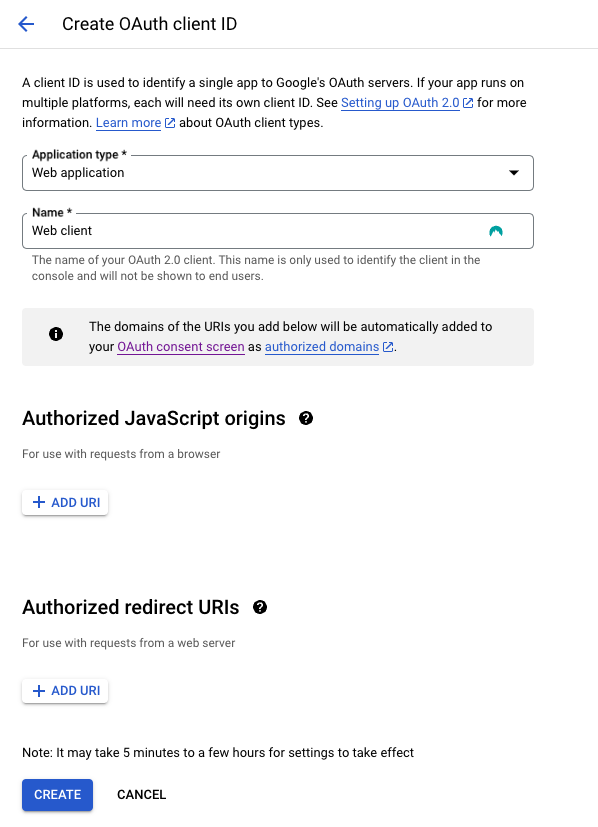 Create OAuth client ID
A client ID is used to identify a single app to Google's OAuth servers. If your app runs on
multiple platforms, each will need its own client ID. See Setting up OAuth 2.0 for more
information. Learn more about OAuth client types.
Application type *
Web application
Name *
Web client
The name of your OAuth 2.0 client. This name is only used to identify the client in the
console and will not be shown to end users.
The domains of the URIs you add below will be automatically added to
your OAuth consent screen as authorized domains.
Authorized JavaScript origins
For use with requests from a browser
ADD URI
Authorized redirect URIs
For use with requests from a web server
ADD URI
Note: It may take 5 minutes to a few hours for settings to take effect
CREATE CANCEL